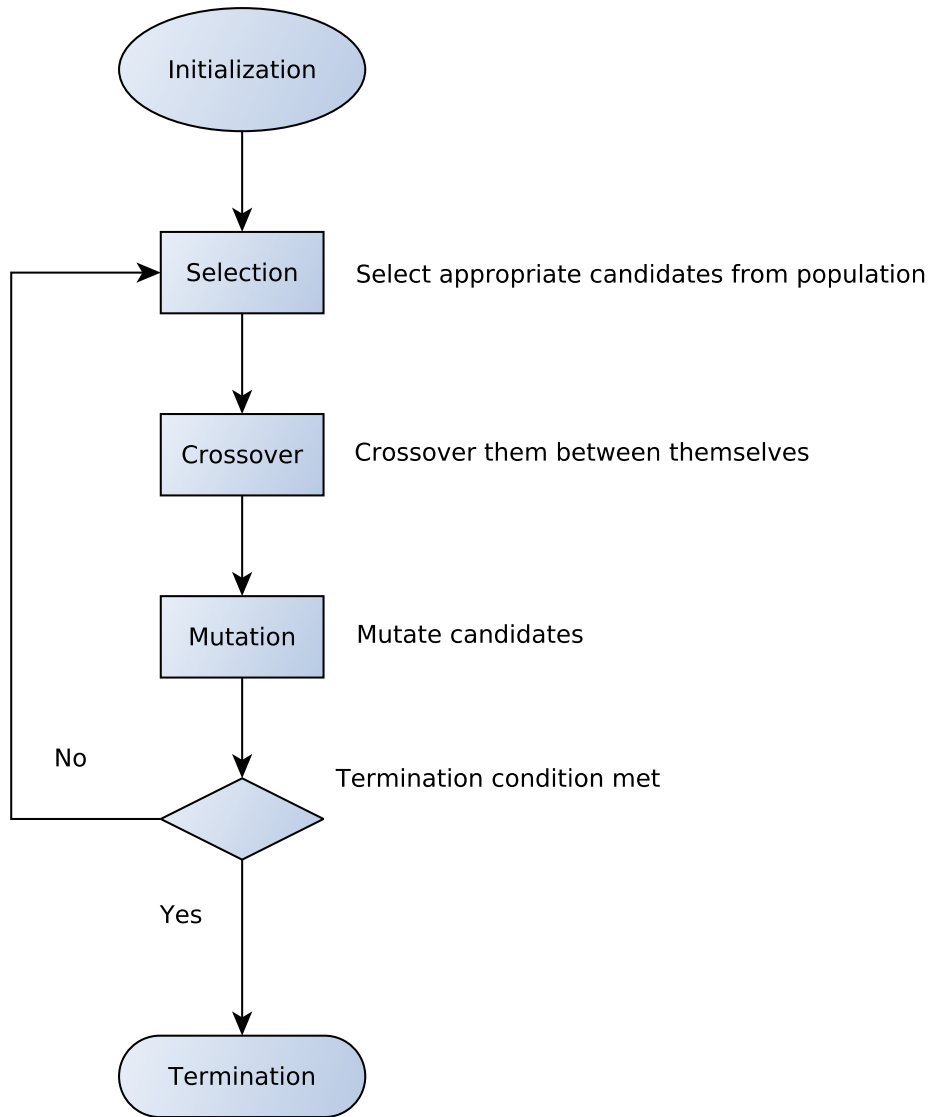 Initialization
Selection
Select appropriate candidates from population
Crossover
Crossover them between themselves
Mutation
Mutate candidates
No
Termination condition met
Yes
Termination